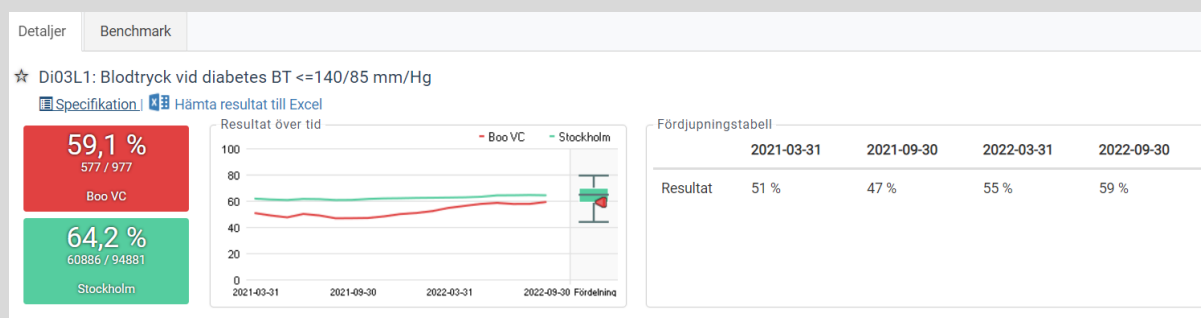 Detaljer Benchmark
Di03L1: Blodtryck vid diabetes BT <=140/85 mm/Hg
Specifikation | Hämta resultat till Excel
59,1 %
577 / 977
Boo VC
64,2 %
60886 / 94881
Stockholm
Resultat över tid
Boo VC Stockholm
100
80
60
40
20
0
2021-03-31 2021-09-30 2022-03-31 2022-09-30 Fördelning
Fördjupningstabell
2021-03-31 2021-09-30 2022-03-31 2022-09-30
Resultat 51 % 47 % 55 % 59 %